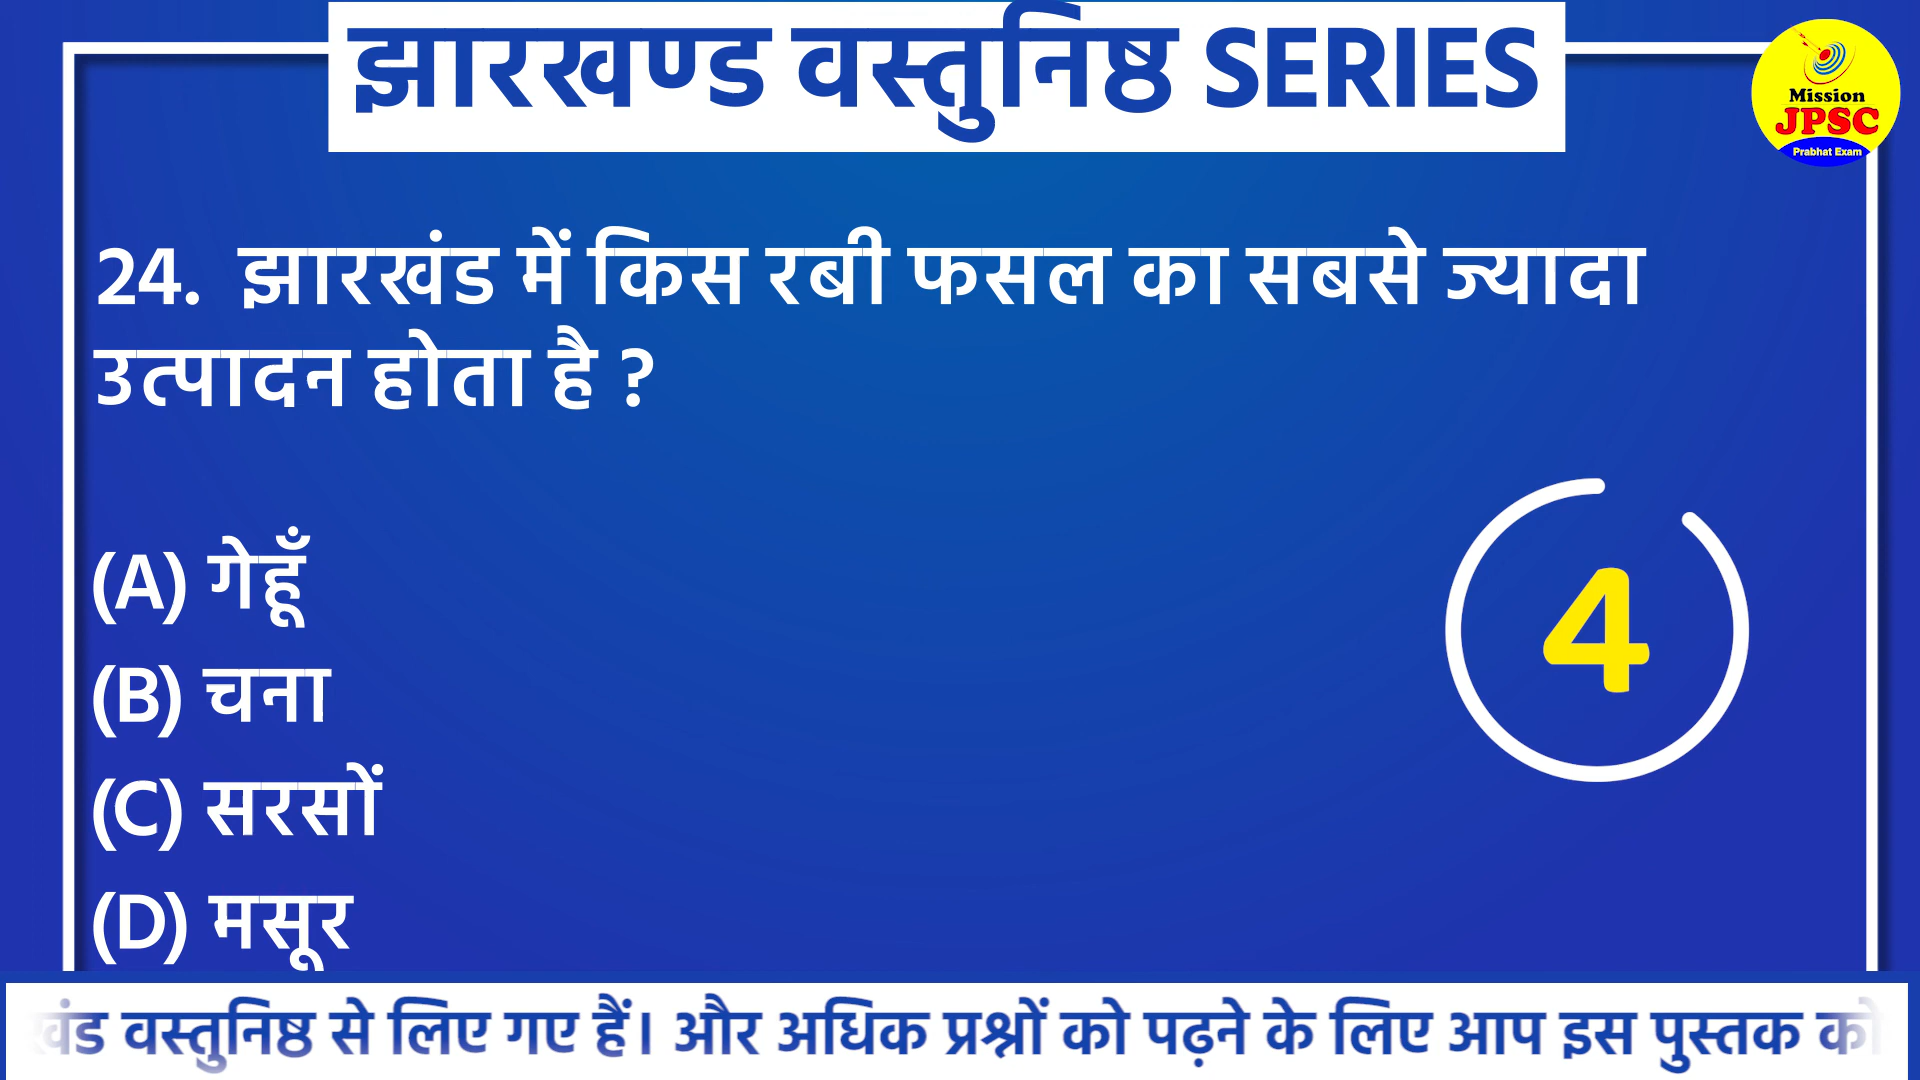 झारखण्ड वस्तुनिष्ठ SERIES
Mission
JPSC
Prabhat Exam
24. झारखंड में किस रबी फसल का सबसे ज्यादा
उत्पादन होता है ?
(A) गेहूँ
(B) चना
(C) सरसों
(D) मसूर
4
वस्तुनिष्ठ से लिए गए हैं। और अधिक प्रश्नों को पढ़ने के लिए आप इस पुस्तक को